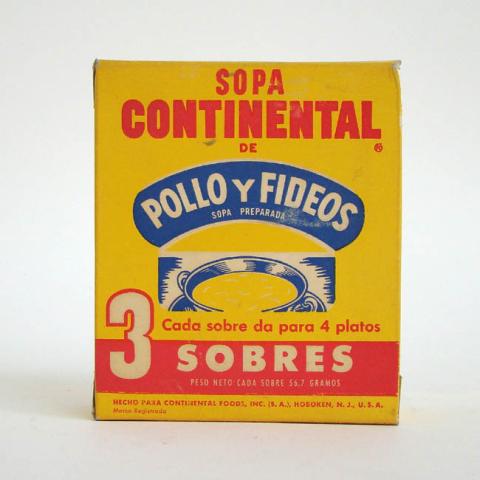 SOPA
CONTINENTAL
DE
®
POLLO Y FIDEOS
SOPA PREPARADA
3
Cada sobre da para 4 platos
SOBRES
PESO NETO CADA SOBRE 56.7 GRAMOS
HECHO PARA CONTINENTAL FOODS, INC. (S. A.), HOBOKEN, N. J., U. S. A.
Marca Registrada